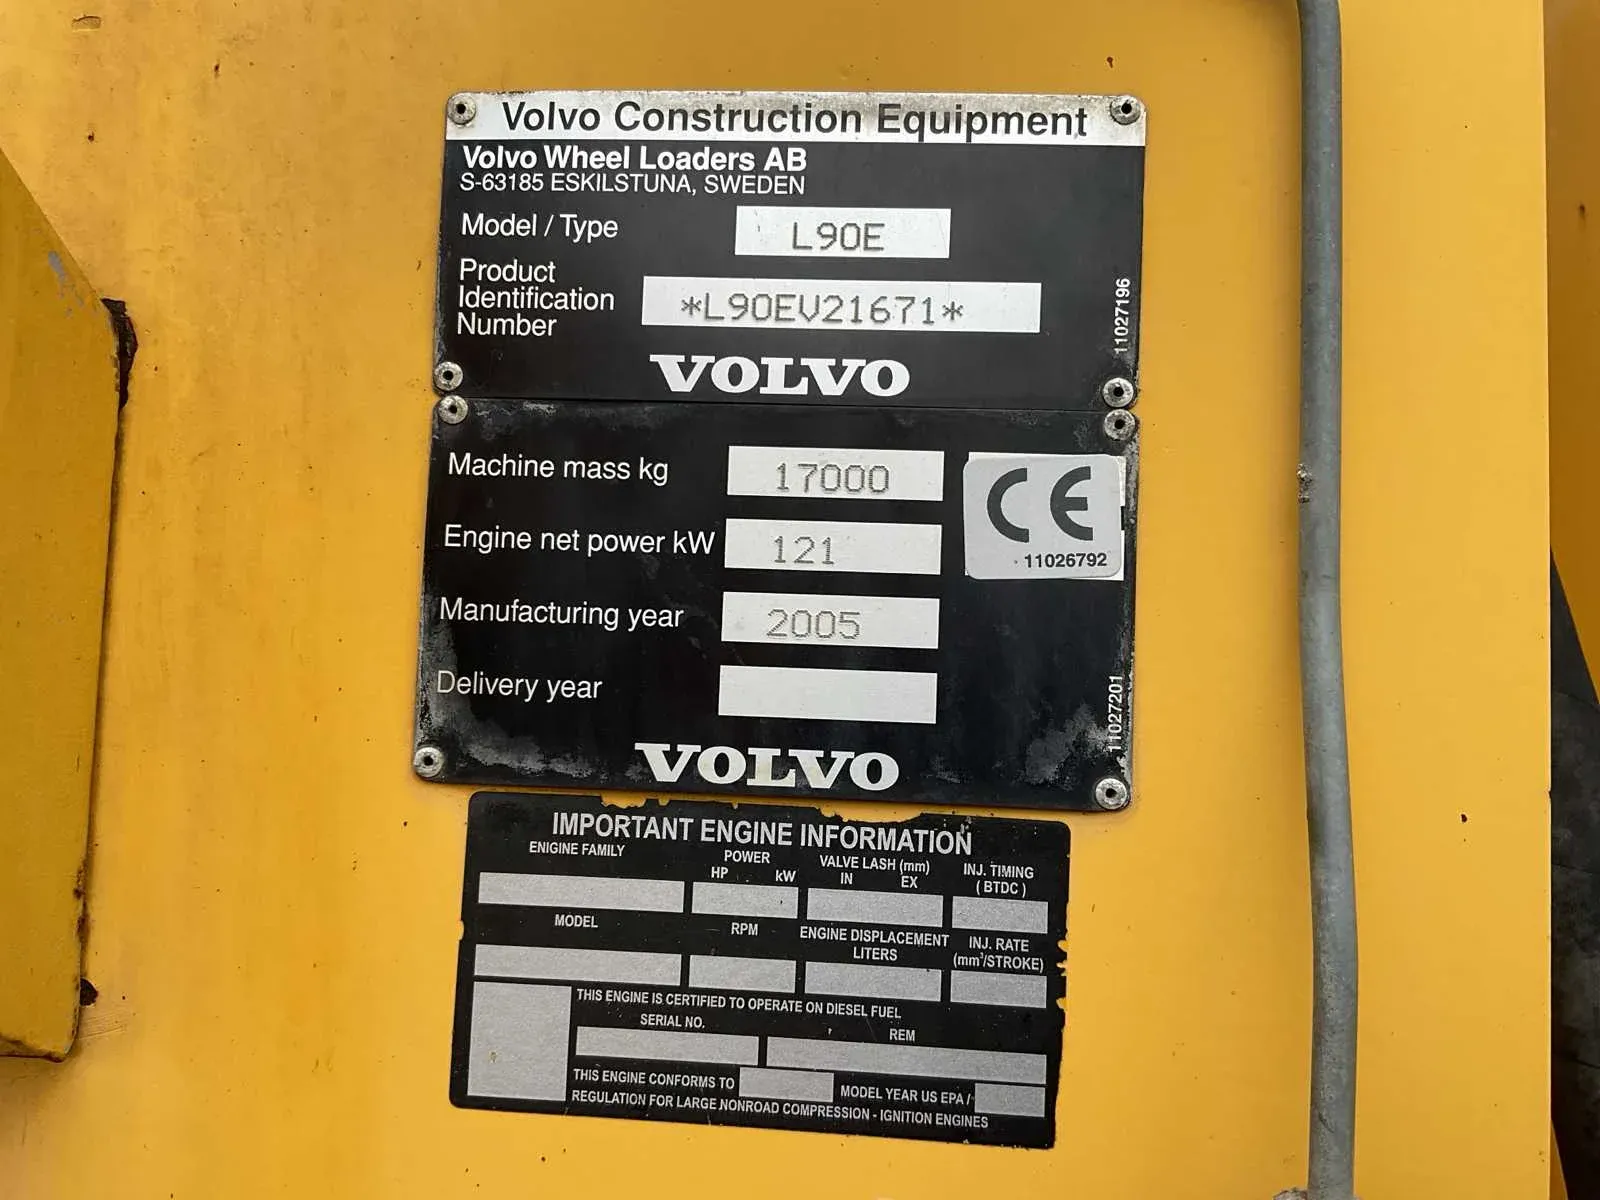 Volvo Construction Equipment
Volvo Wheel Loaders AB
S-63185 ESKILSTUNA, SWEDEN
Model / Type L90E
Product
Identification
Number
*L90EV21671*
11027196
VOLVO
Machine mass kg 17000
CE
11026792
Engine net power kW 121
Manufacturing year 2005
Delivery year
11027201
VOLVO
IMPORTANT ENGINE INFORMATION
ENIGINE FAMILY
POWER
HP kW
VALVE LASH (mm)
IN EX
INJ. TIMING
( BTDC )
MODEL
RPM
ENGINE DISPLACEMENT
LITERS
INJ. RATE
(mm³/STROKE)
THIS ENGINE IS CERTIFIED TO OPERATE ON DIESEL FUEL
SERIAL NO. REM
THIS ENGINE CONFORMS TO MODEL YEAR US EPA /
REGULATION FOR LARGE NONROAD COMPRESSION - IGNITION ENGINES